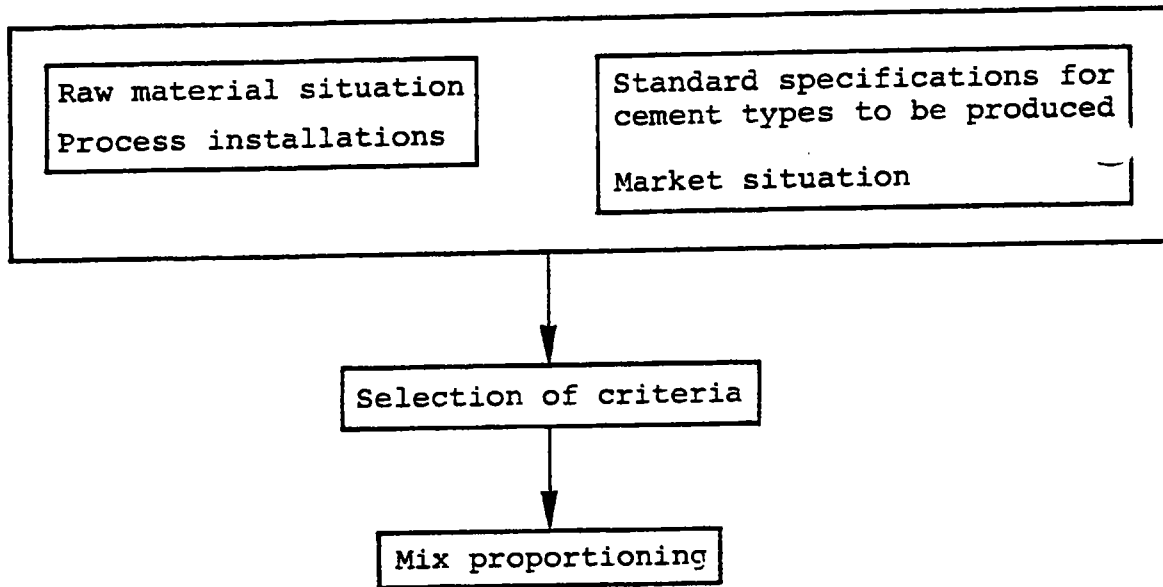 Raw material situation
Process installations
Standard specifications for
cement types to be produced
Market situation
Selection of criteria
Mix proportioning